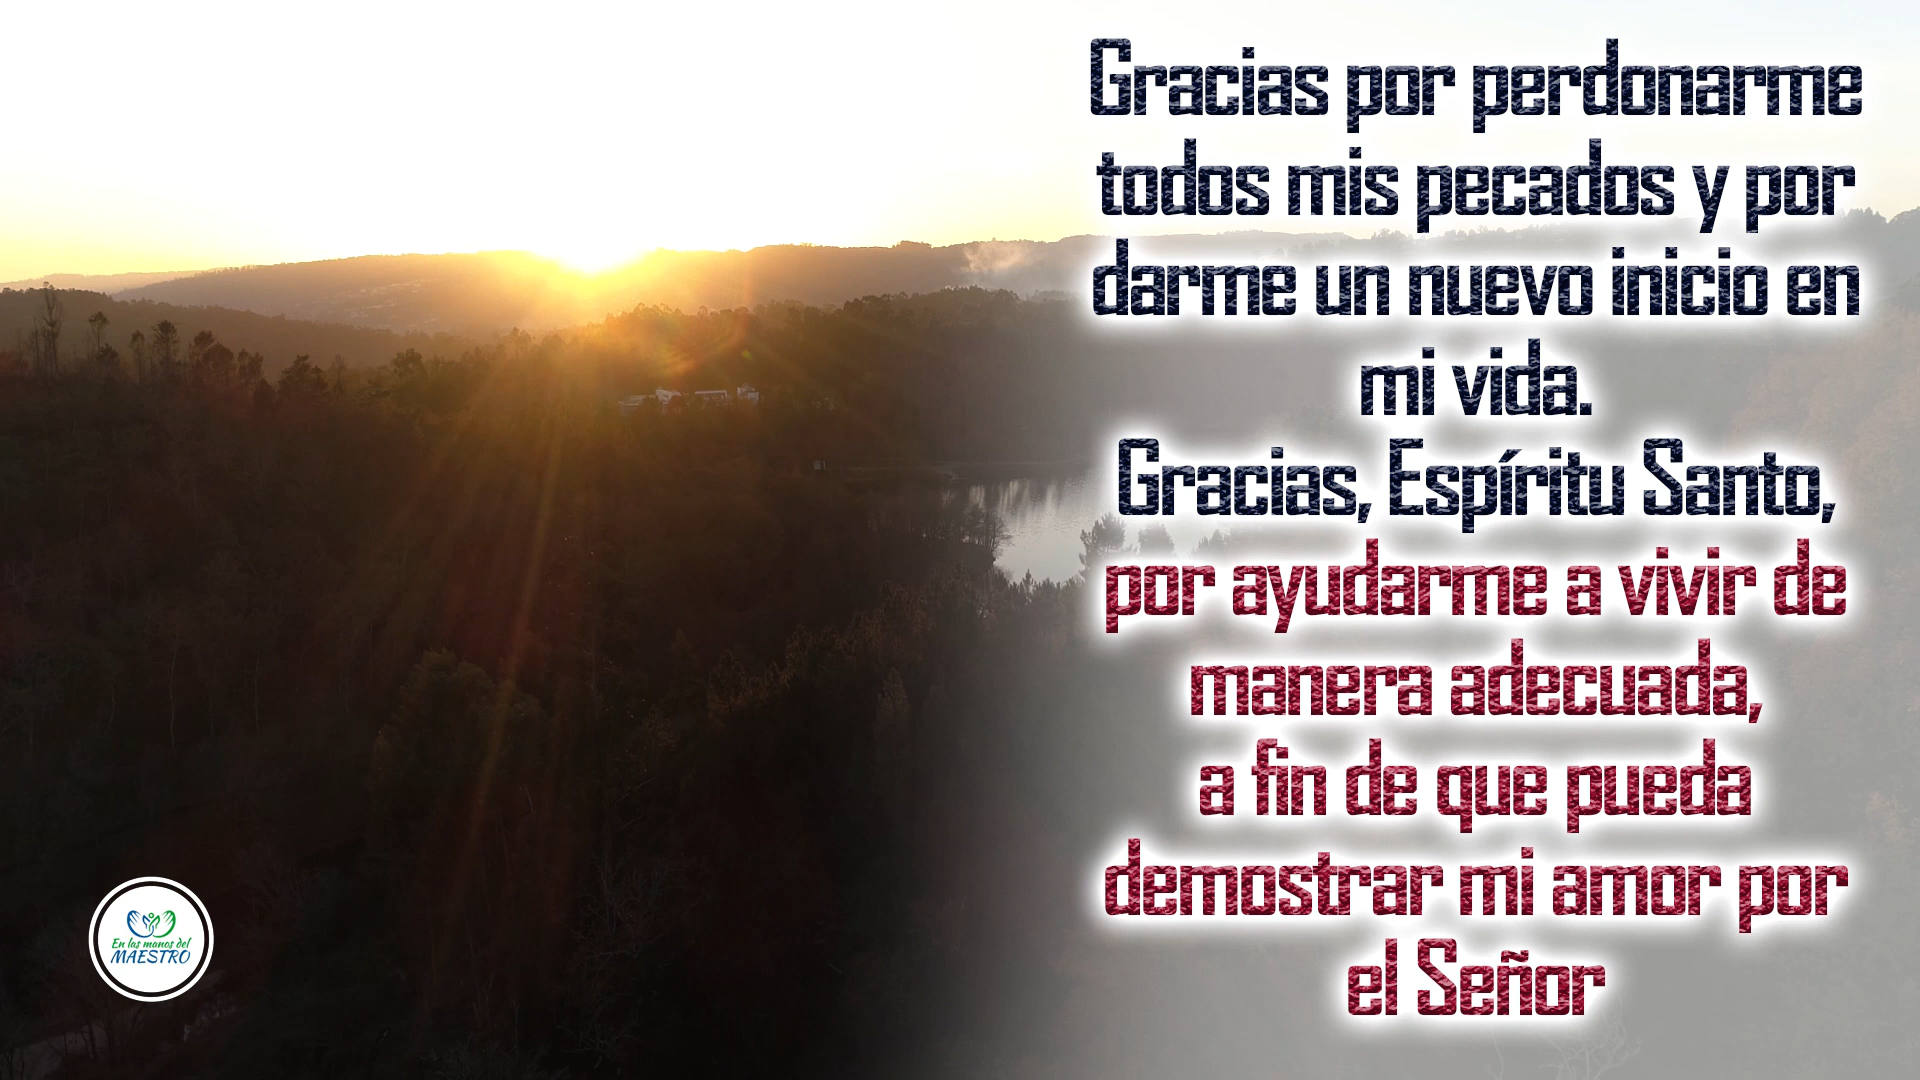 Gracias por perdonarme
todos mis pecados y por
darme un nuevo inicio en
mi vida.
Gracias, Espíritu Santo,
por ayudarme a vivir de
manera adecuada,
a fin de que pueda
demostrar mi amor por
el Señor
En las manos del
MAESTRO